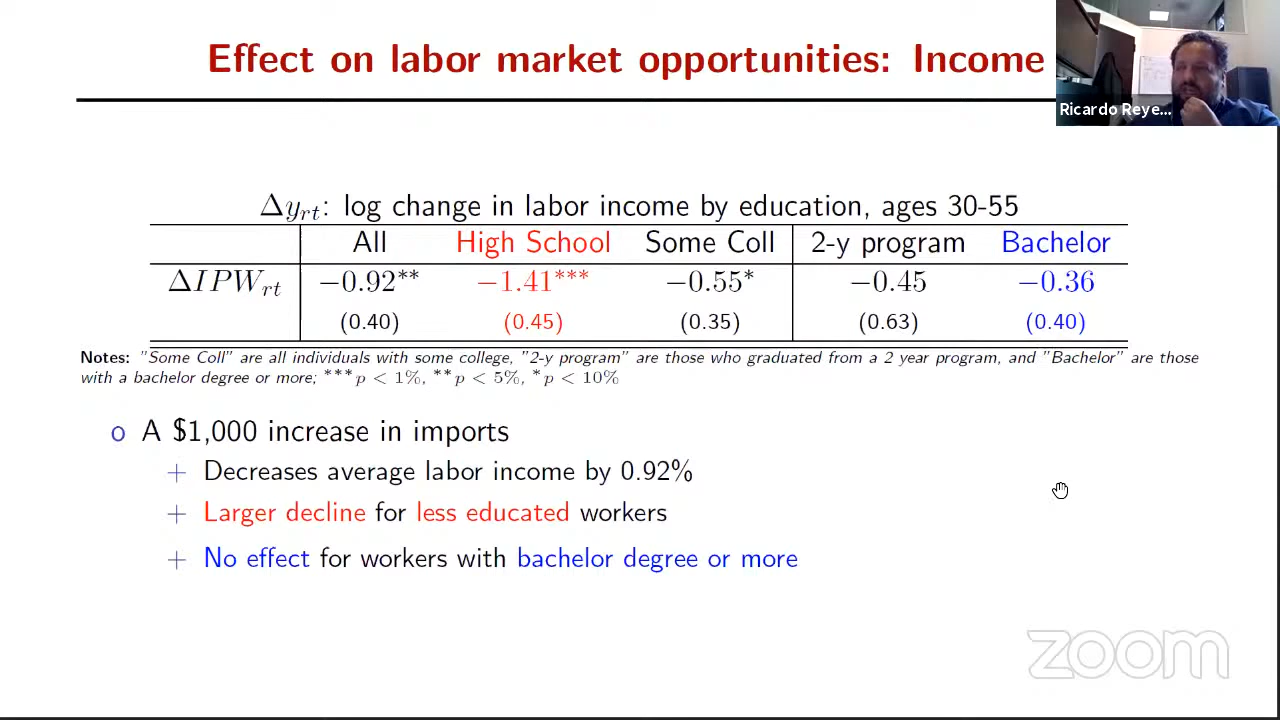 Effect on labor market opportunities: Income
Ricardo Reye...
Δy_rt: log change in labor income by education, ages 30-55
All High School Some Coll 2-y program Bachelor
ΔIPW_rt −0.92** −1.41*** −0.55* −0.45 −0.36
(0.40) (0.45) (0.35) (0.63) (0.40)
Notes: "Some Coll" are all individuals with some college, "2-y program" are those who graduated from a 2 year program, and "Bachelor" are those
with a bachelor degree or more; ***p < 1%, **p < 5%, *p < 10%
o A $1,000 increase in imports
+ Decreases average labor income by 0.92%
+ Larger decline for less educated workers
+ No effect for workers with bachelor degree or more
zoom